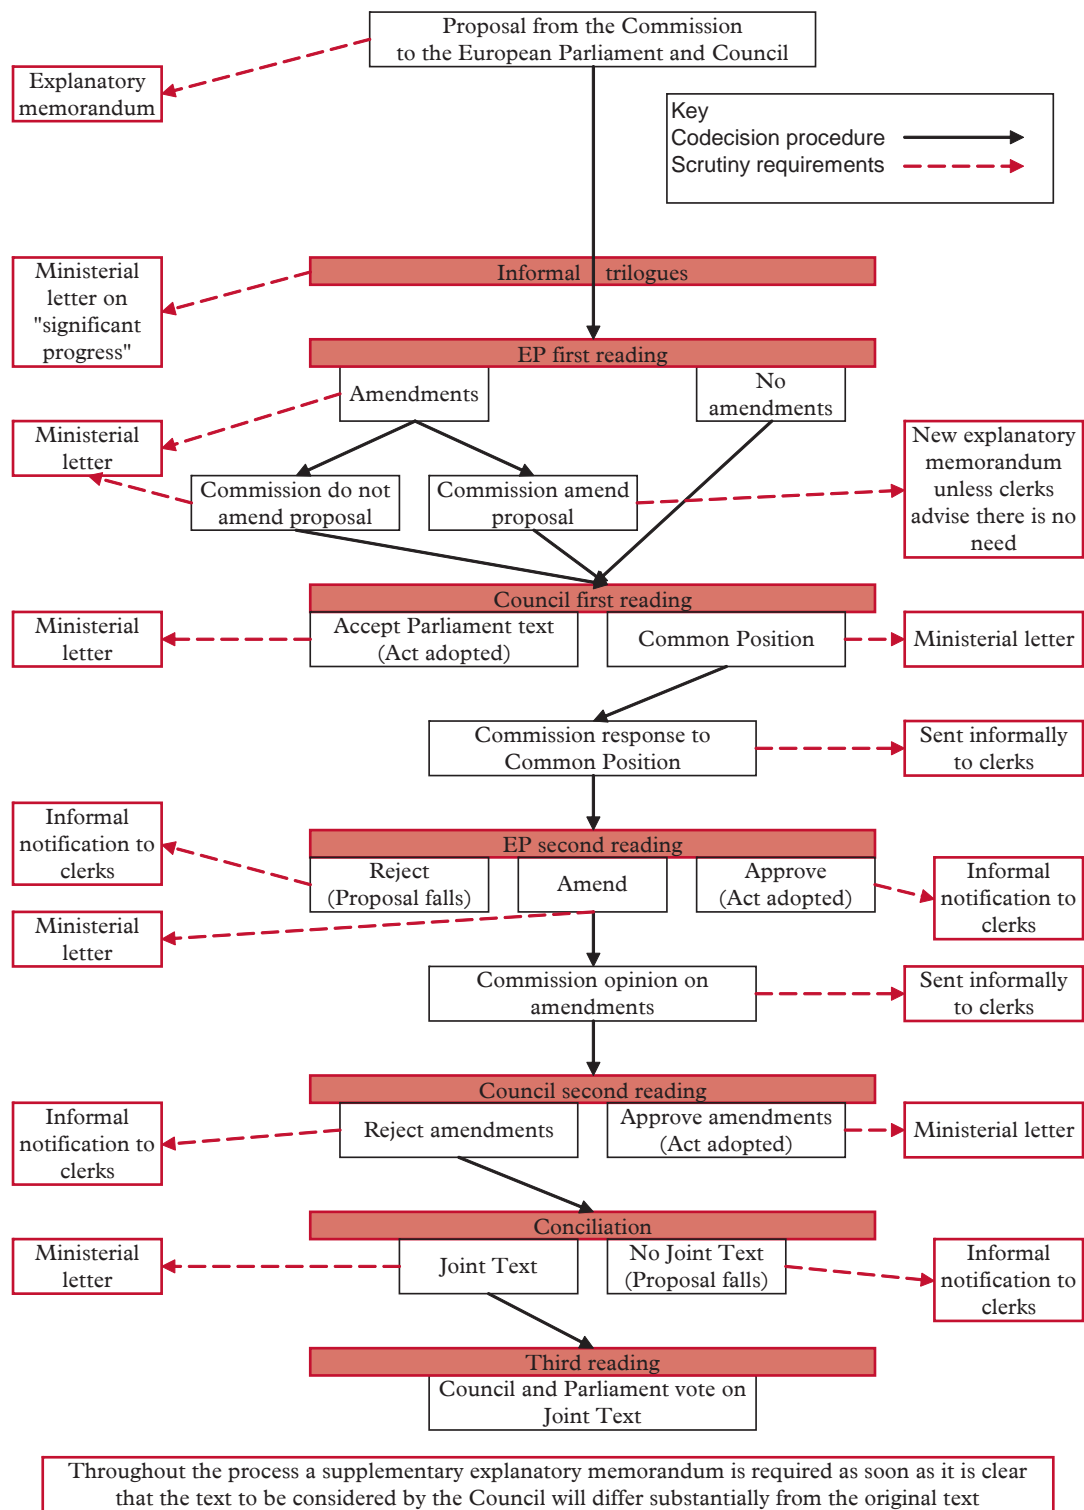 Proposal from the Commission
to the European Parliament and Council
Explanatory
memorandum
Key
Codecision procedure
Scrutiny requirements
Ministerial
letter on
"significant
progress"
Informal trilogues
EP first reading
Amendments
No
amendments
Ministerial
letter
Commission do not
amend proposal
Commission amend
proposal
New explanatory
memorandum
unless clerks
advise there is no
need
Council first reading
Ministerial
letter
Accept Parliament text
(Act adopted)
Common Position
Ministerial letter
Commission response to
Common Position
Sent informally
to clerks
Informal
notification to
clerks
EP second reading
Reject
(Proposal falls)
Amend
Approve
(Act adopted)
Informal
notification to
clerks
Ministerial
letter
Commission opinion on
amendments
Sent informally
to clerks
Council second reading
Informal
notification to
clerks
Reject amendments
Approve amendments
(Act adopted)
Ministerial letter
Conciliation
Ministerial
letter
Joint Text
No Joint Text
(Proposal falls)
Informal
notification to
clerks
Third reading
Council and Parliament vote on
Joint Text
Throughout the process a supplementary explanatory memorandum is required as soon as it is clear
that the text to be considered by the Council will differ substantially from the original text